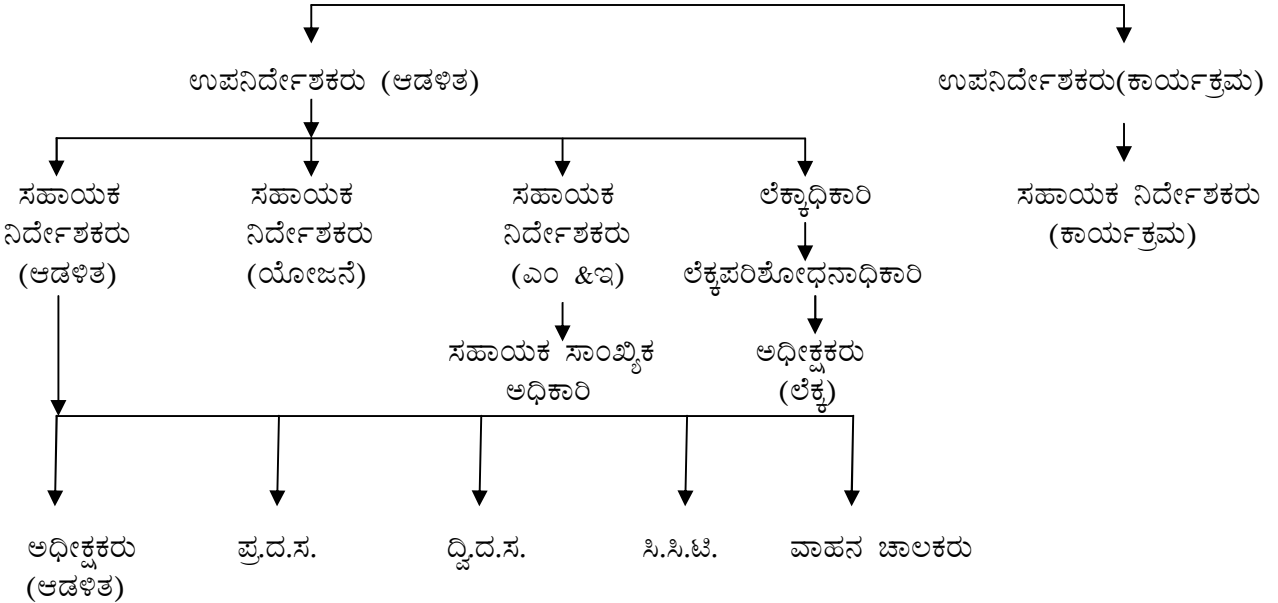 ಉಪನಿರ್ದೇಶಕರು (ಆಡಳಿತ)
ಉಪನಿರ್ದೇಶಕರು(ಕಾರ್ಯಕ್ರಮ)
ಸಹಾಯಕ
ನಿರ್ದೇಶಕರು
(ಆಡಳಿತ)
ಸಹಾಯಕ
ನಿರ್ದೇಶಕರು
(ಯೋಜನೆ)
ಸಹಾಯಕ
ನಿರ್ದೇಶಕರು
(ಎಂ &ಇ)
ಲೆಕ್ಕಾಧಿಕಾರಿ
ಲೆಕ್ಕಪರಿಶೋಧನಾಧಿಕಾರಿ
ಸಹಾಯಕ ನಿರ್ದೇಶಕರು
(ಕಾರ್ಯಕ್ರಮ)
ಸಹಾಯಕ ಸಾಂಖ್ಯಿಕ
ಅಧಿಕಾರಿ
ಅಧೀಕ್ಷಕರು
(ಲೆಕ್ಕ)
ಅಧೀಕ್ಷಕರು
(ಆಡಳಿತ)
ಪ್ರ.ದ.ಸ.
ದ್ವಿ.ದ.ಸ.
ಸಿ.ಸಿ.ಟಿ.
ವಾಹನ ಚಾಲಕರು